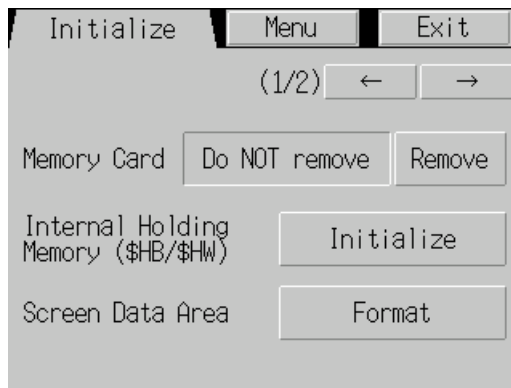 Initialize Menu Exit
(1/2) ← →
Memory Card Do NOT remove Remove
Internal Holding
Memory ($HB/$HW) Initialize
Screen Data Area Format